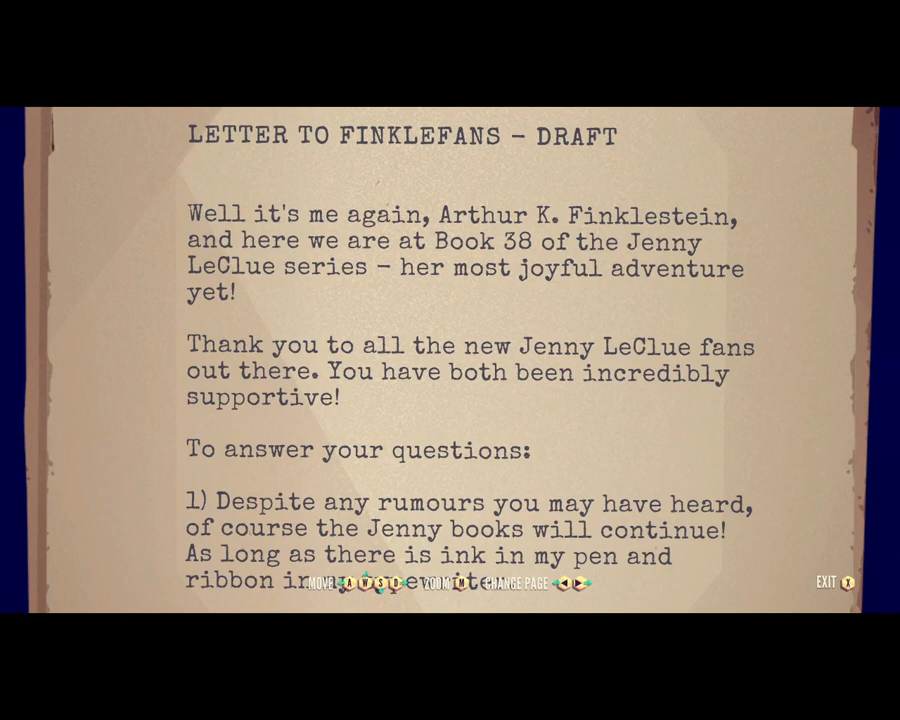 LETTER TO FINKLEFANS - DRAFT
Well it's me again, Arthur K. Finklestein,
and here we are at Book 38 of the Jenny
LeClue series - her most joyful adventure
yet!
Thank you to all the new Jenny LeClue fans
out there. You have both been incredibly
supportive!
To answer your questions:
1) Despite any rumours you may have heard,
of course the Jenny books will continue!
As long as there is ink in my pen and
ribbon in
MOVE A W S D ZOOM M CHANGE PAGE EXIT X